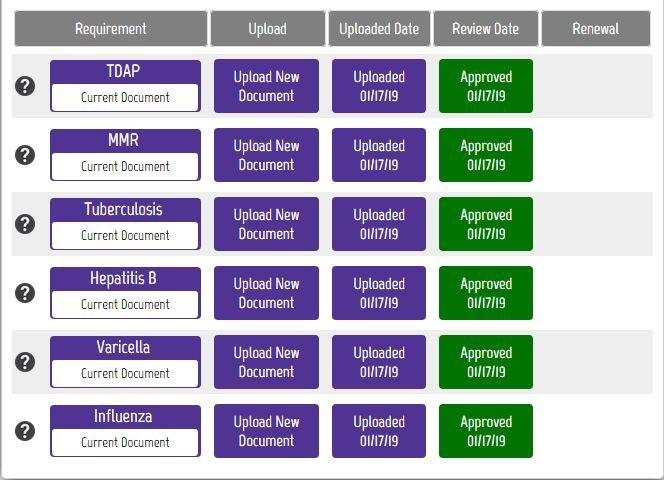 Requirement Upload Uploaded Date Review Date Renewal
? TDAP Upload New Uploaded Approved
Current Document Document 01/17/19 01/17/19
? MMR Upload New Uploaded Approved
Current Document Document 01/17/19 01/17/19
? Tuberculosis Upload New Uploaded Approved
Current Document Document 01/17/19 01/17/19
? Hepatitis B Upload New Uploaded Approved
Current Document Document 01/17/19 01/17/19
? Varicella Upload New Uploaded Approved
Current Document Document 01/17/19 01/17/19
? Influenza Upload New Uploaded Approved
Current Document Document 01/17/19 01/17/19